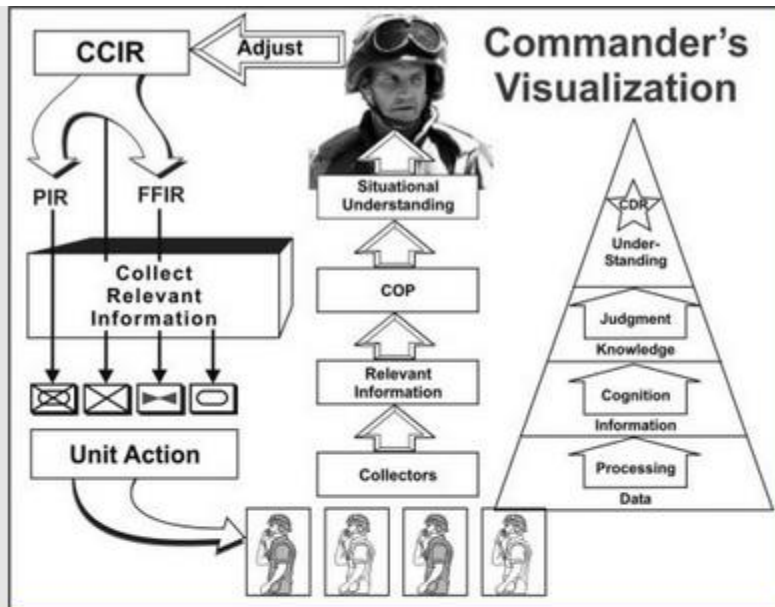 Commander's
Visualization
CCIR
Adjust
PIR
FFIR
Collect
Relevant
Information
Unit Action
Situational
Understanding
COP
Relevant
Information
Collectors
CDR
Under-
Standing
Judgment
Knowledge
Cognition
Information
Processing
Data